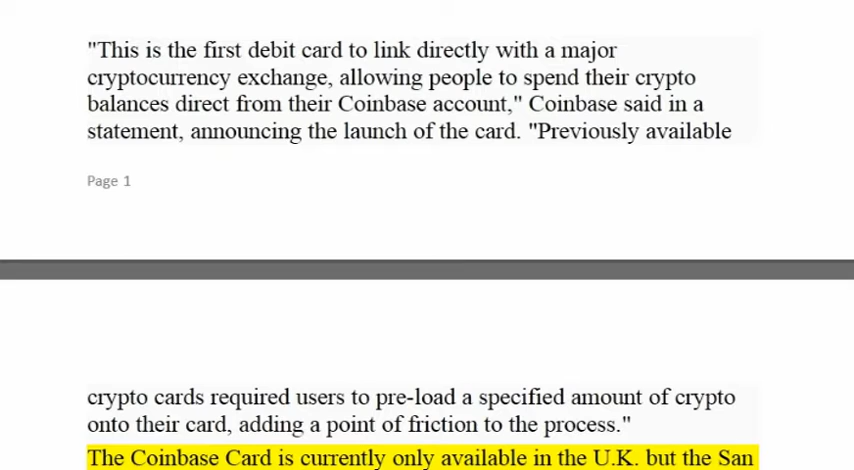 "This is the first debit card to link directly with a major
cryptocurrency exchange, allowing people to spend their crypto
balances direct from their Coinbase account," Coinbase said in a
statement, announcing the launch of the card. "Previously available
Page 1
crypto cards required users to pre-load a specified amount of crypto
onto their card, adding a point of friction to the process."
The Coinbase Card is currently only available in the U.K. but the San